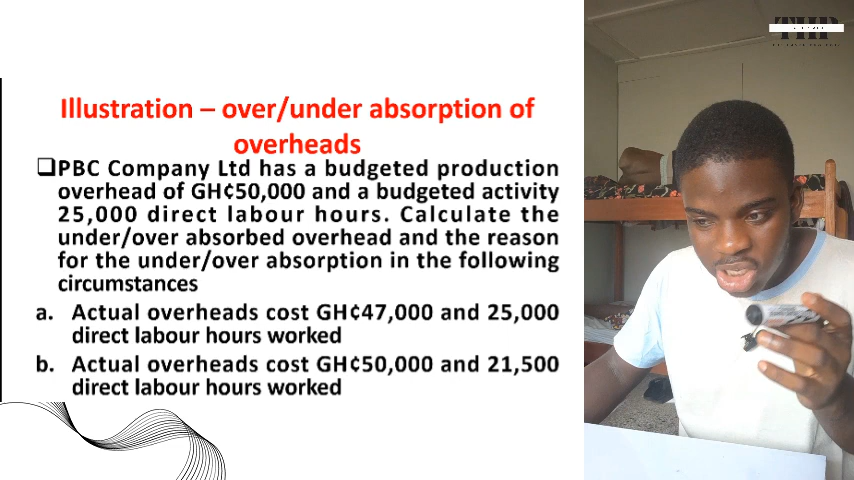 Illustration – over/under absorption of
overheads
❑PBC Company Ltd has a budgeted production
overhead of GH¢50,000 and a budgeted activity
25,000 direct labour hours. Calculate the
under/over absorbed overhead and the reason
for the under/over absorption in the following
circumstances
a. Actual overheads cost GH¢47,000 and 25,000
direct labour hours worked
b. Actual overheads cost GH¢50,000 and 21,500
direct labour hours worked